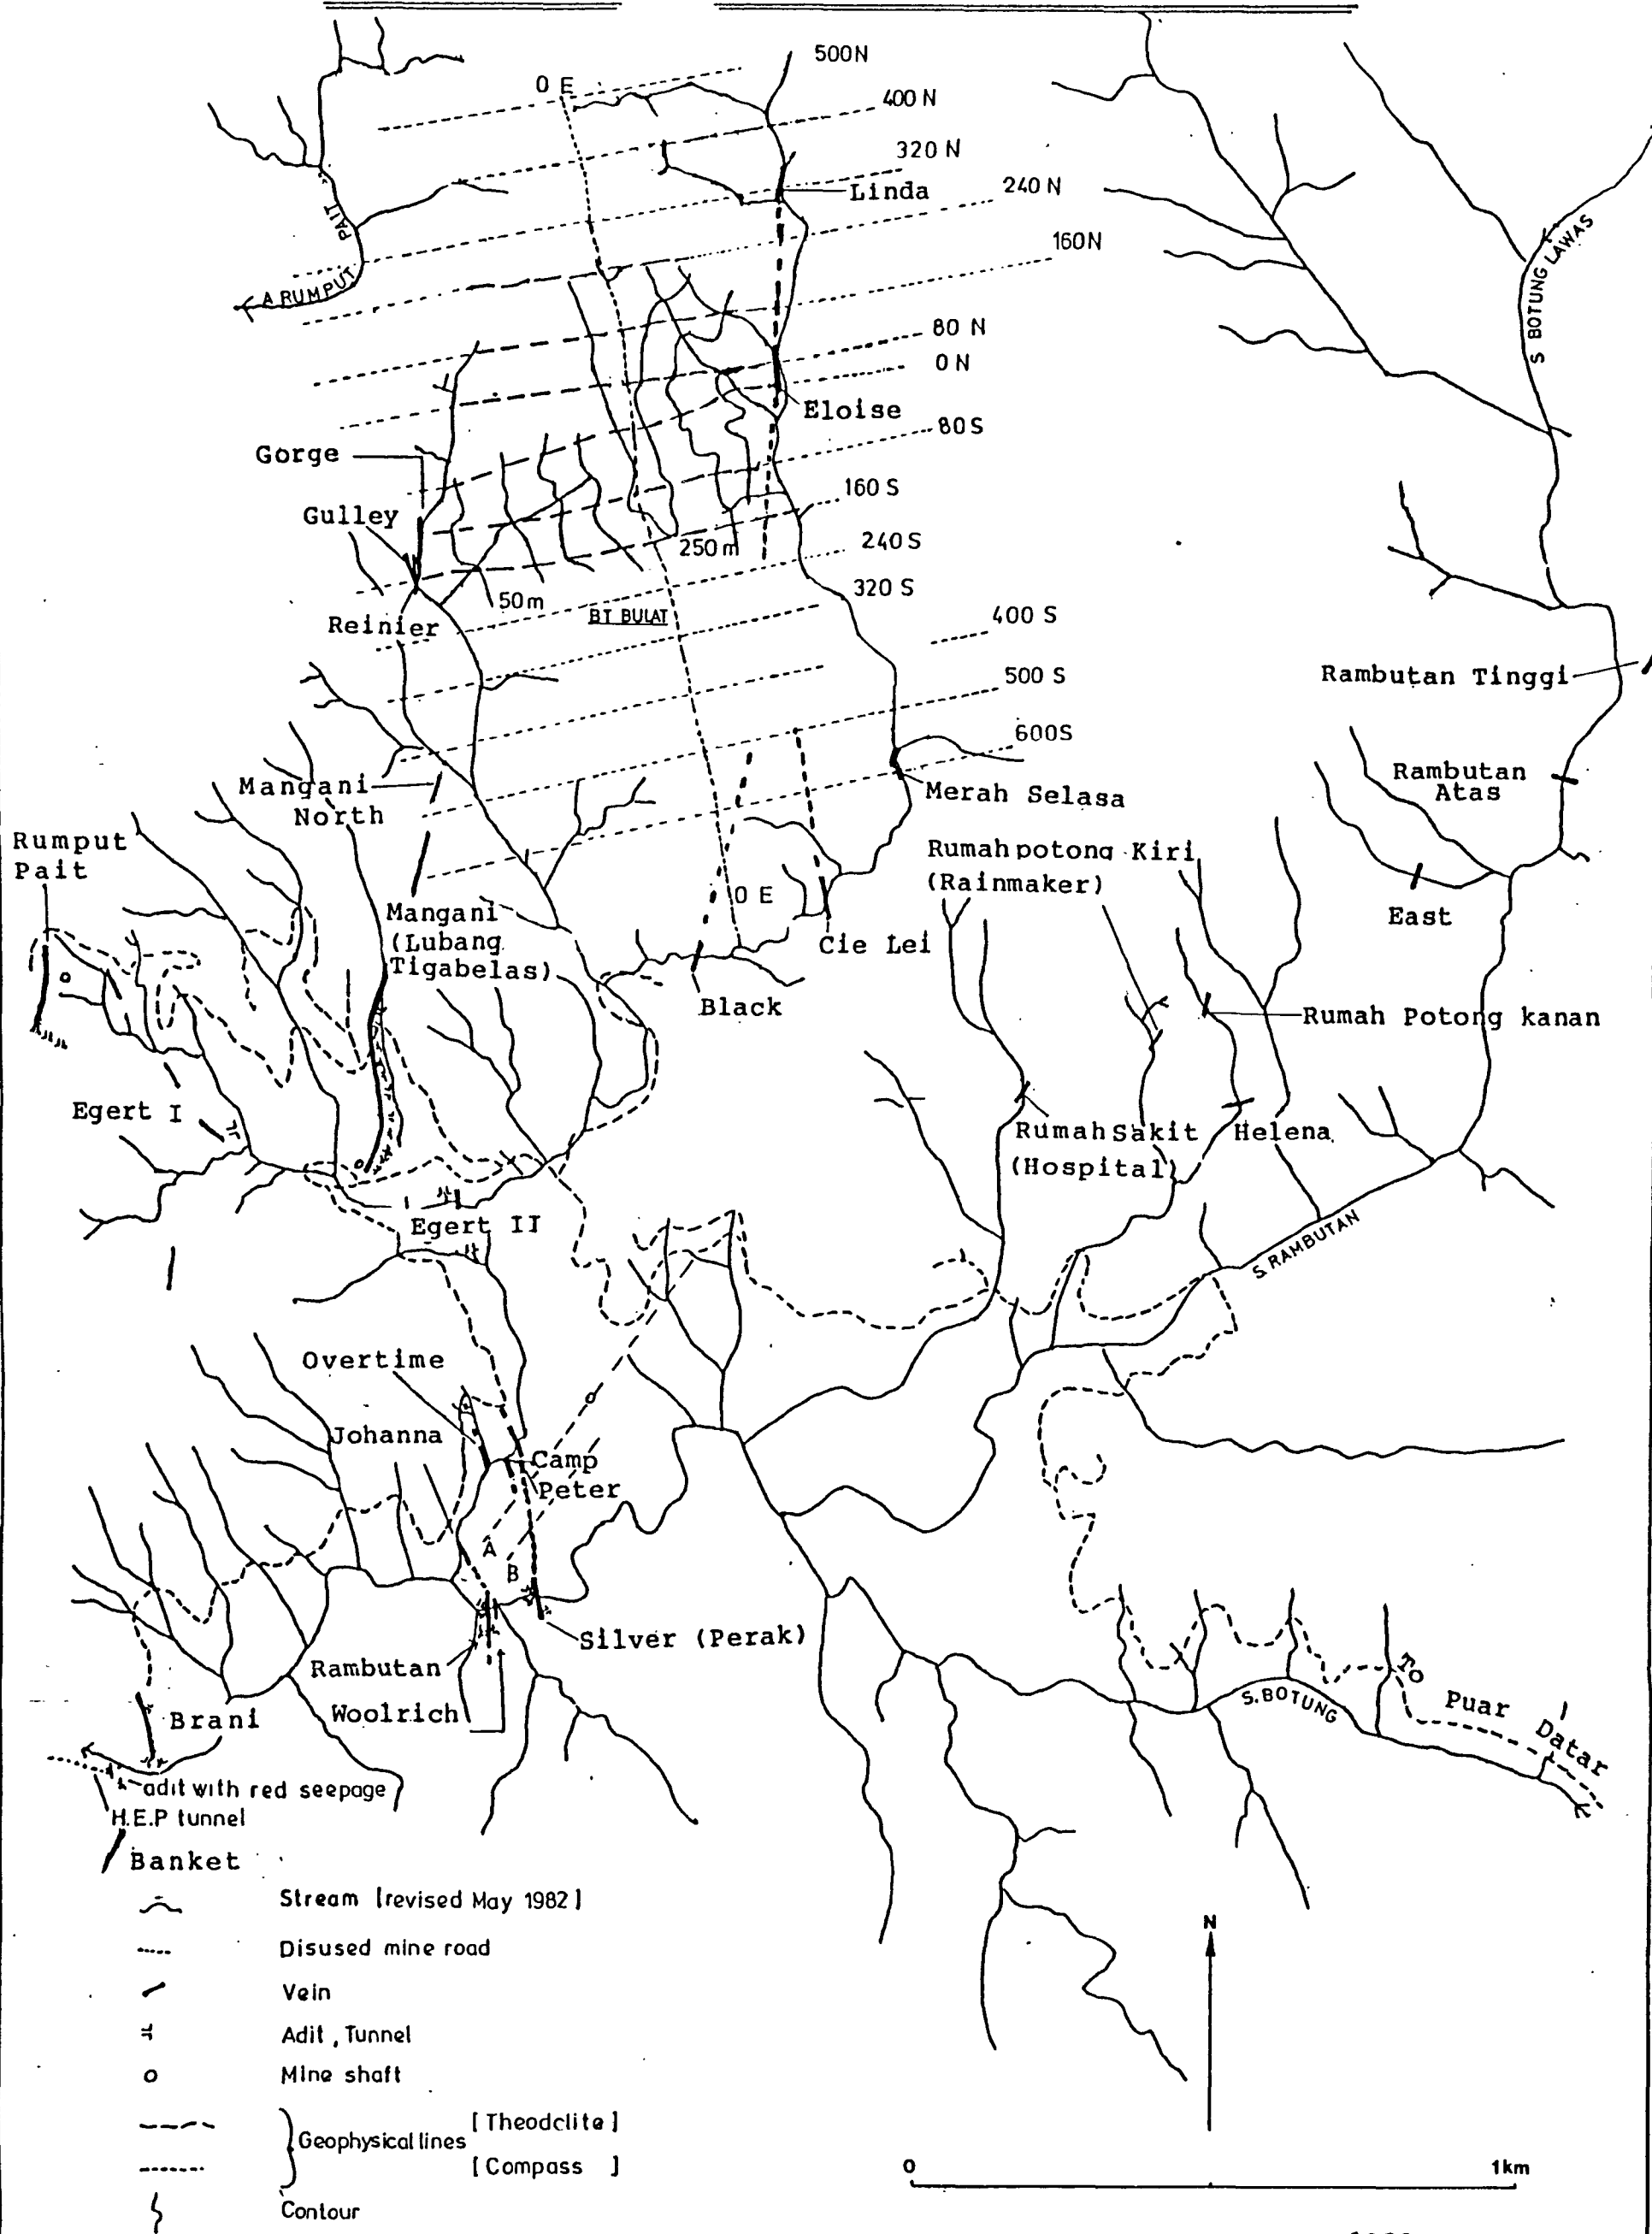 500N
0 E
400 N
320 N
Linda
240 N
PAIT
160N
A RUMPUT
S BOTUNG LAWAS
80 N
0 N
Eloise
80S
Gorge
160 S
Gulley
250m
240 S
320 S
50m
BT BULAT
400 S
Reinier
500 S
Rambutan Tinggi
600S
Mangani
North
Merah Selasa
Rambutan
Atas
Rumput
Pait
Rumah potong Kiri
(Rainmaker)
0 E
East
Mangani
(Lubang
Tigabelas)
Cie Lei
Black
Rumah Potong kanan
Egert I
Rumah Sakit
(Hospital)
Helena
Egert II
S. RAMBUTAN
Overtime
Johanna
Camp
Peter
A
B
Silver (Perak)
Rambutan
Woolrich
To Puar Datar
S. BOTUNG
Brani
adit with red seepage
H.E.P tunnel
Banket
Stream [revised May 1982]
Disused mine road
Vein
Adit, Tunnel
Mine shaft
Geophysical lines
[Theodclite]
[Compass ]
Contour
N
0
1km